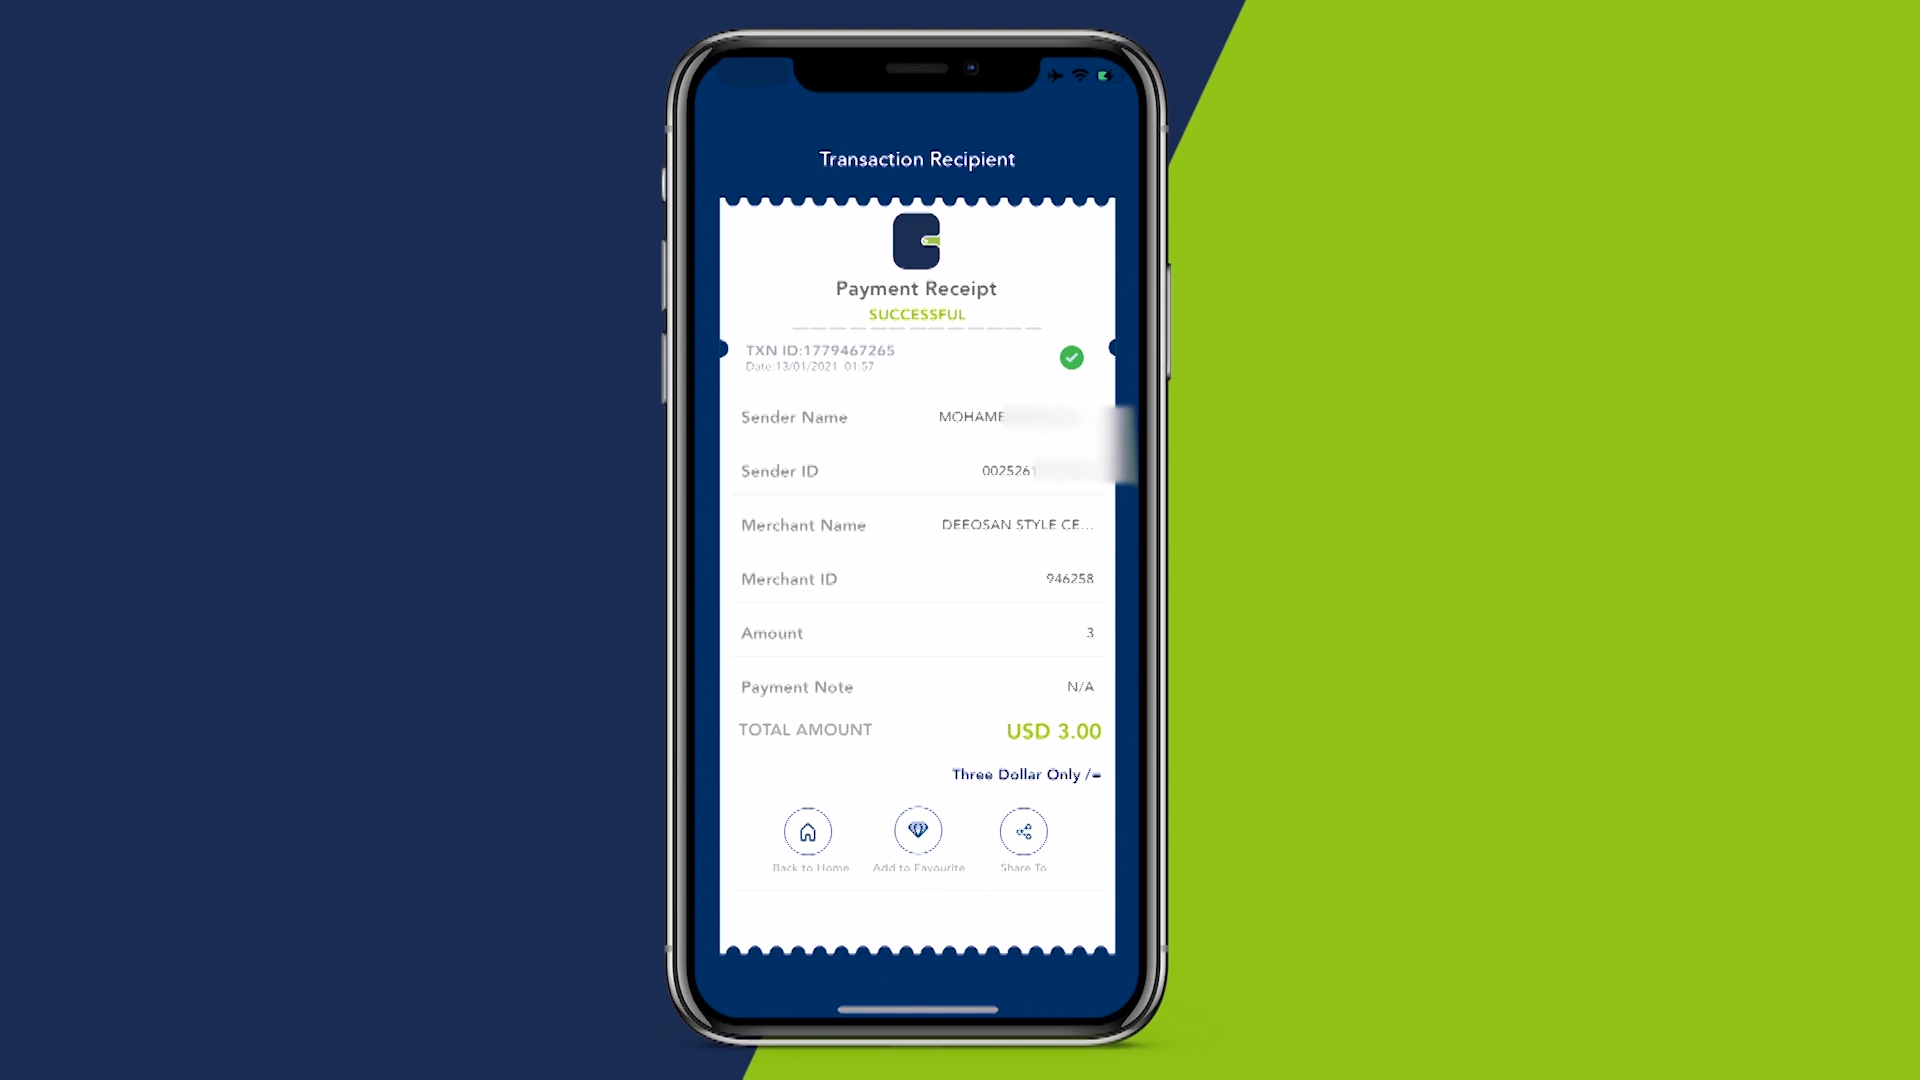 Transaction Recipient
Payment Receipt
SUCCESSFUL
TXN ID:1779467265
Date:13/01/2021 01:57
Sender Name MOHAME
Sender ID 0025261
Merchant Name DEEQSAN STYLE CE...
Merchant ID 946258
Amount 3
Payment Note N/A
TOTAL AMOUNT USD 3.00
Three Dollar Only /=
Back to Home Add to Favourite Share To